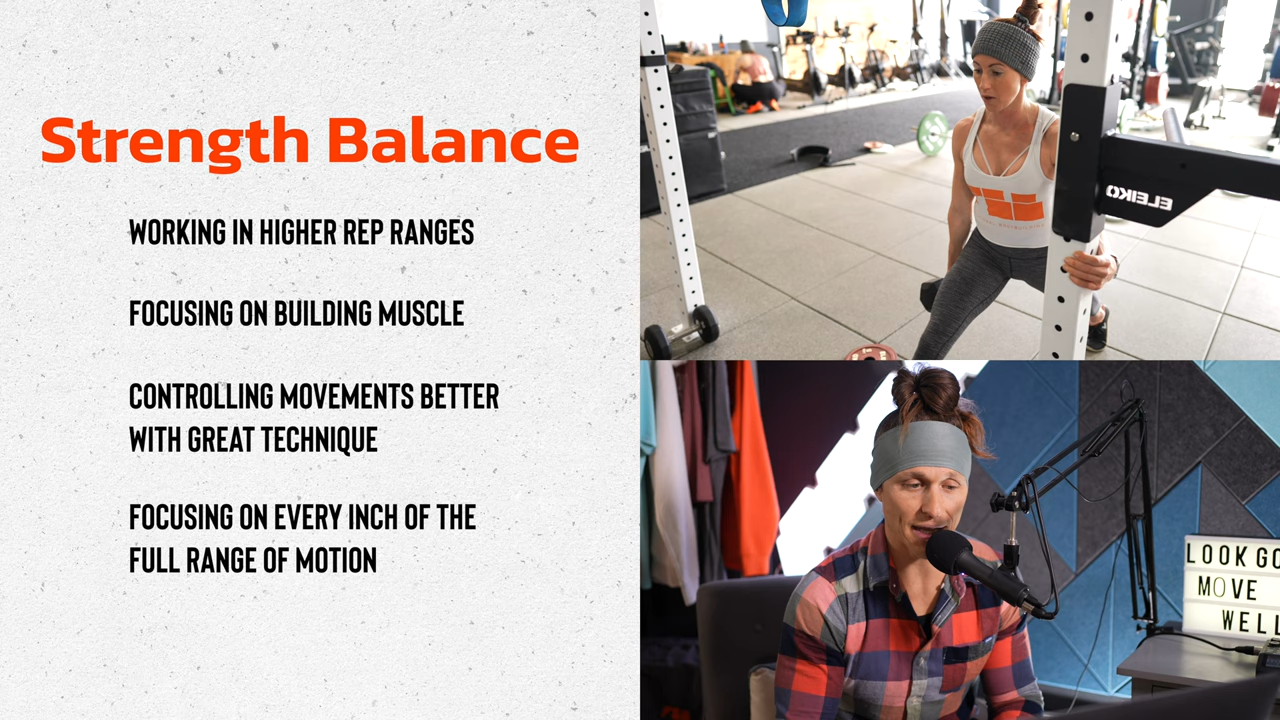 Strength Balance
WORKING IN HIGHER REP RANGES
FOCUSING ON BUILDING MUSCLE
CONTROLLING MOVEMENTS BETTER
WITH GREAT TECHNIQUE
FOCUSING ON EVERY INCH OF THE
FULL RANGE OF MOTION
ELEIKO
LOOK GO
MOVE
WELL